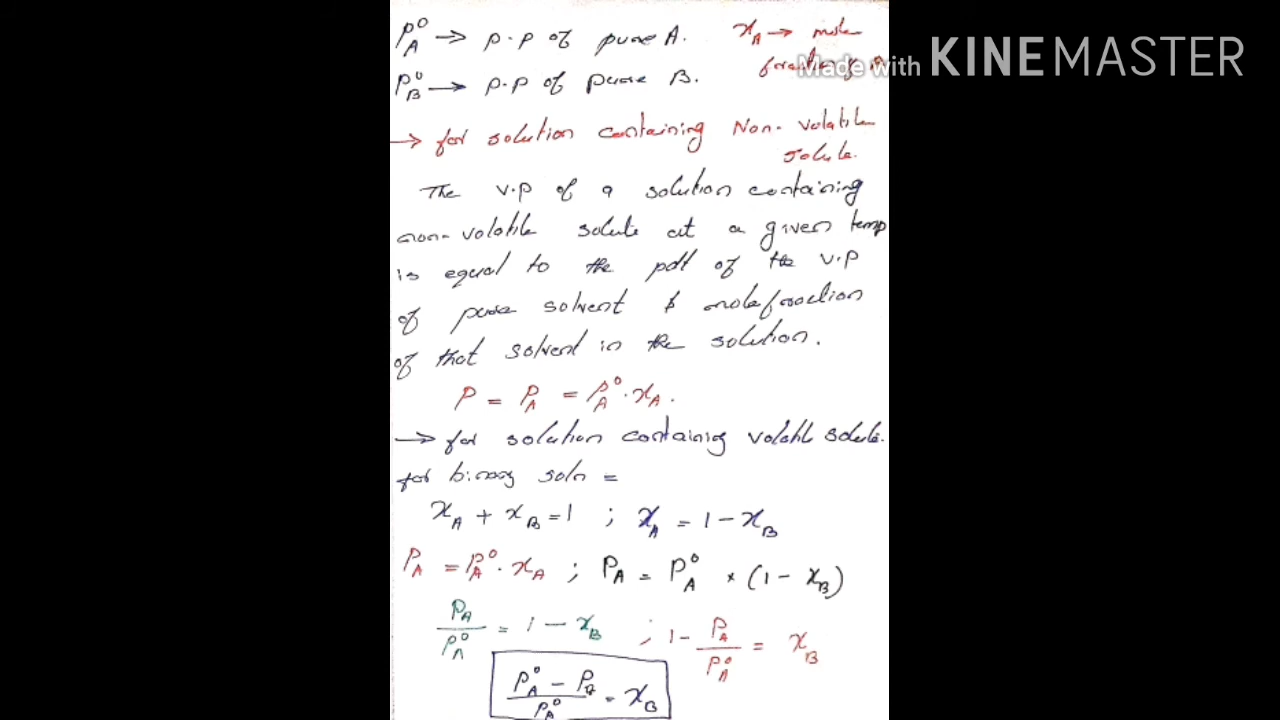 P°A → p.p of pure A. xA → mole
fraction of A
Made with KINEMASTER
P°B → p.p of pure B.
→ for solution containing Non-volatile
solute.
The v.p of a solution containing
non-volatile solute at a given temp
is equal to the pdt of the v.p
of pure solvent & molefraction
of that solvent in the solution.
P = PA = P°A . xA.
→ for solution containing volatile solute.
for binary soln =
xA + xB = 1 ; xA = 1 - xB
PA = P°A . xA ; PA = P°A × (1 - xB)
PA/P°A = 1 - xB ; 1 - PA/P°A = xB
P°A - PA / P°A = xB